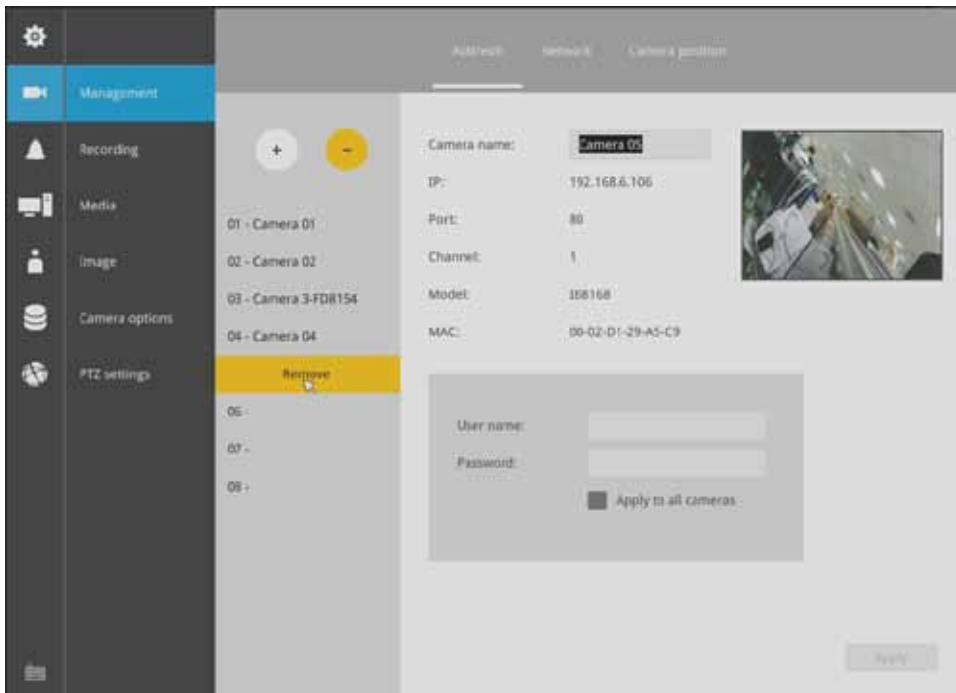 Address Network Camera position
Management
Recording
Media
Image
Camera options
PTZ settings
+ -
01 - Camera 01
02 - Camera 02
03 - Camera 3-FD8154
04 - Camera 04
Remove
06 -
07 -
08 -
Camera name: Camera 05
IP: 192.168.6.106
Port: 80
Channel: 1
Model: IB8168
MAC: 00-02-D1-29-A5-C9
User name:
Password:
Apply to all cameras
Apply